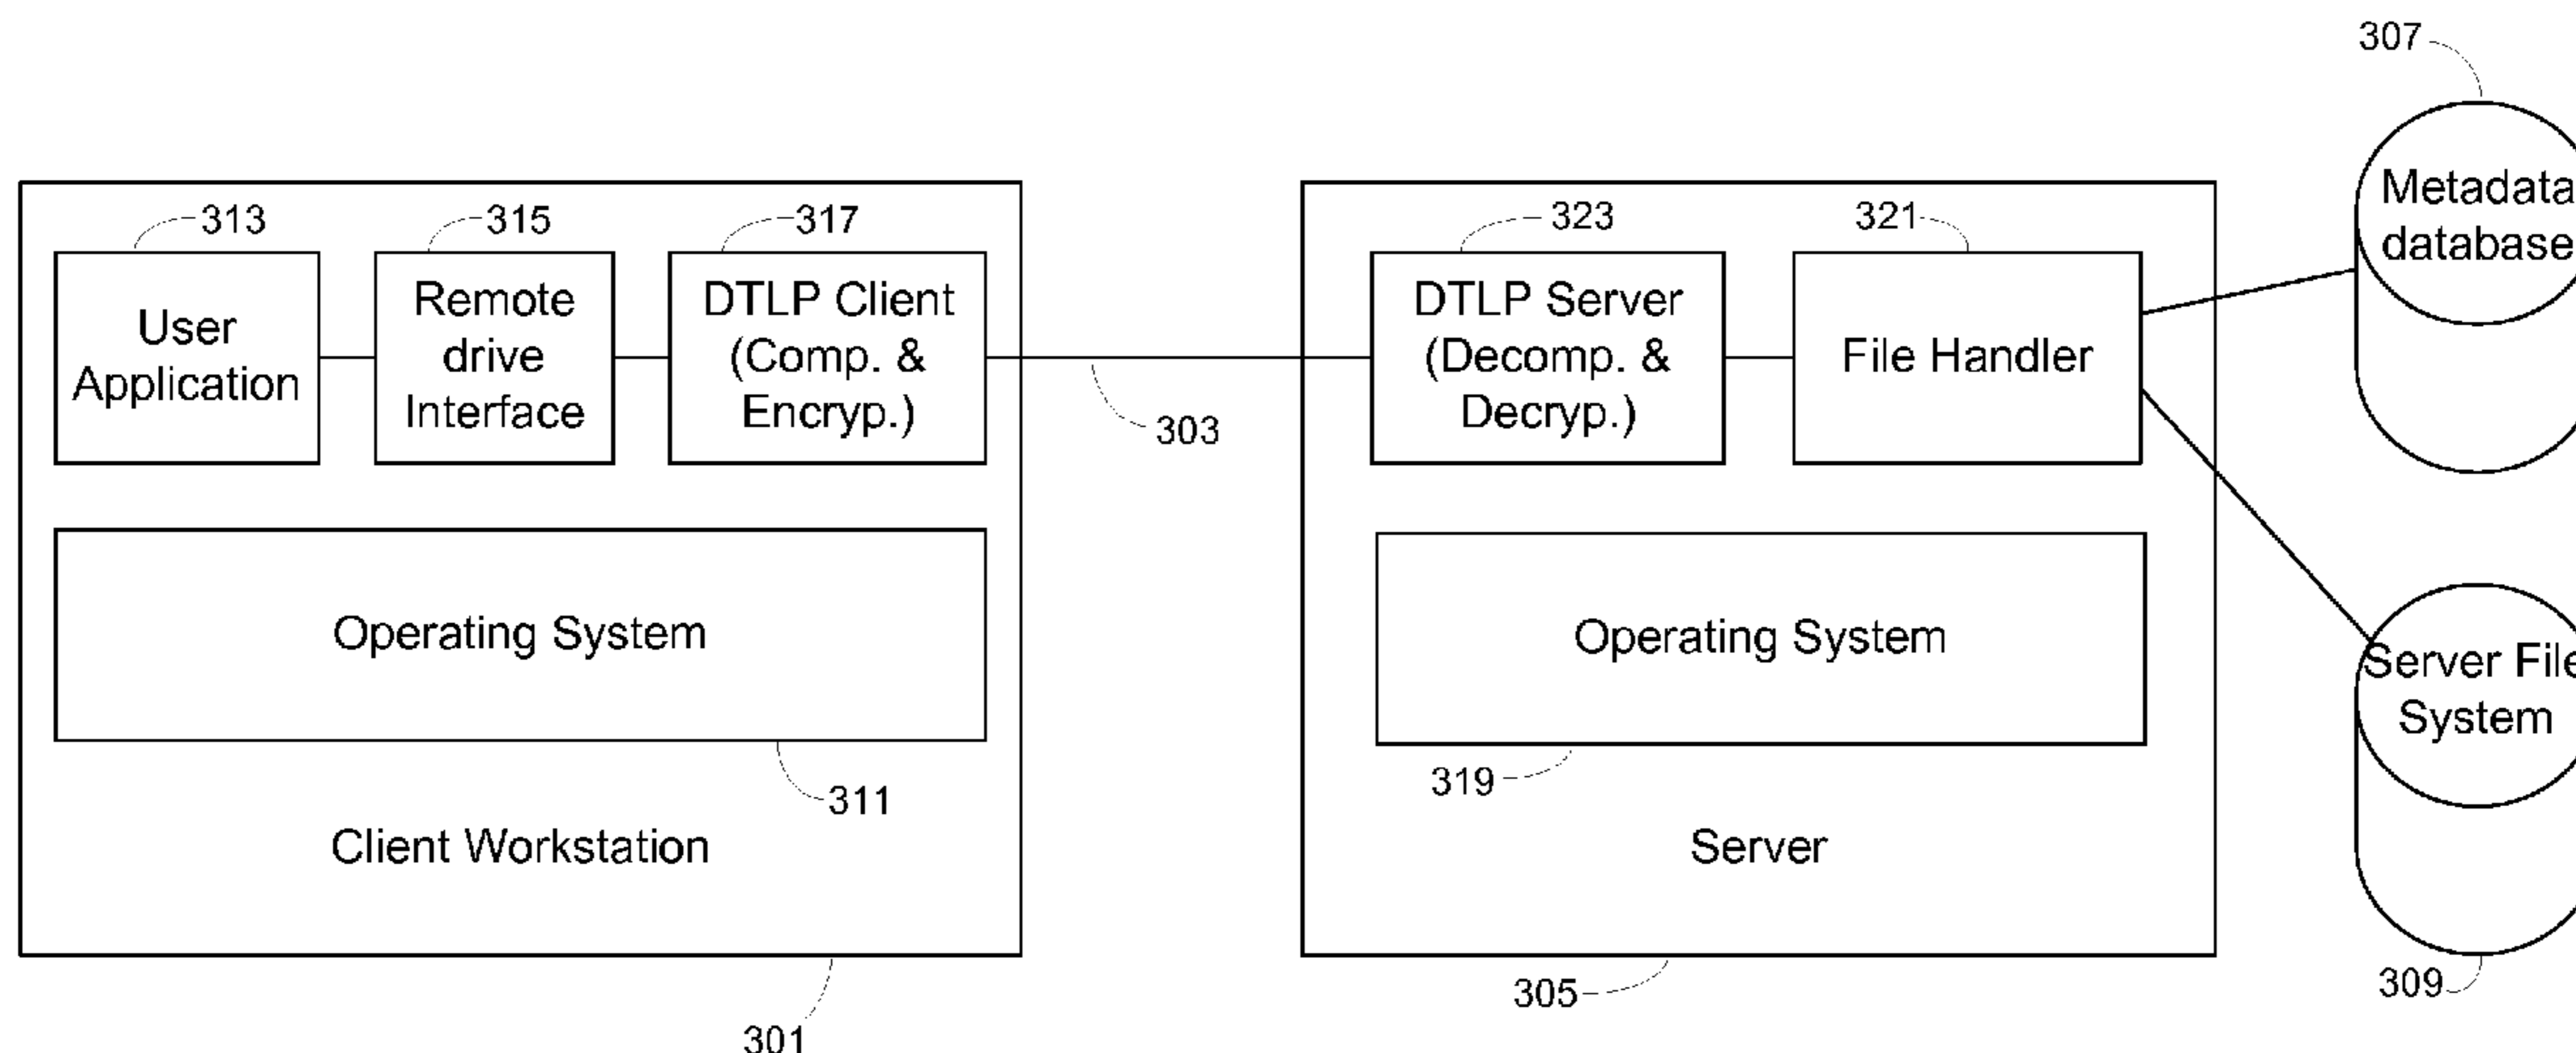 307
Metadata
database
313
315
317
323
321
User
Application
Remote
drive
Interface
DTLP Client
(Comp. &
Encryp.)
DTLP Server
(Decomp. &
Decryp.)
File Handler
303
Operating System
311
Operating System
319
Server File
System
Client Workstation
Server
301
305
309